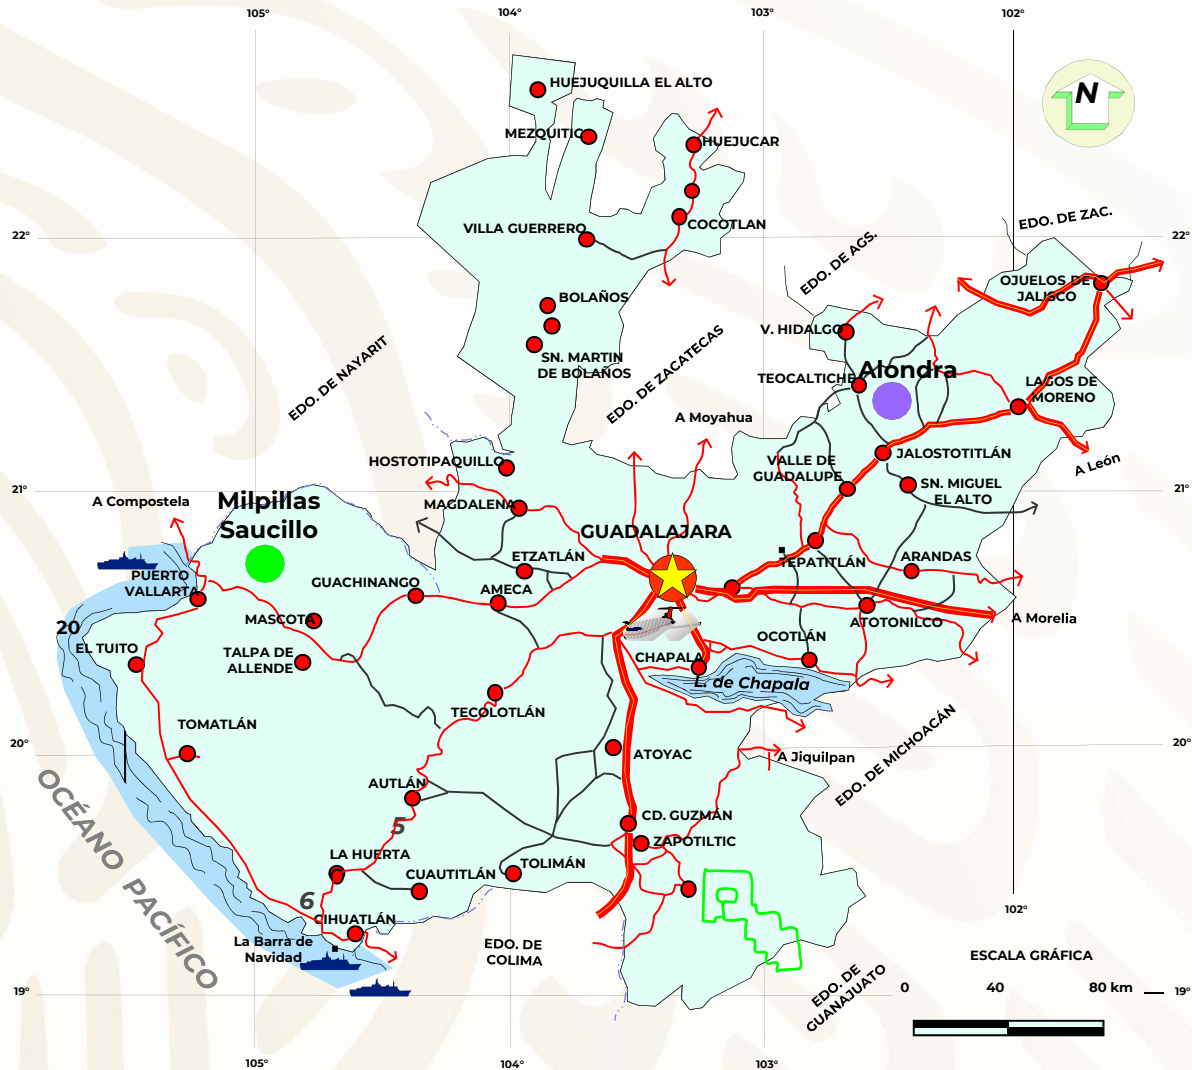 105°
104°
103°
102°
HUEJUQUILLA EL ALTO
N
MEZQUITIC
HUEJUCAR
EDO. DE ZAC.
VILLA GUERRERO
COCOTLAN
22°
22°
EDO. DE AGS.
OJUELOS DE
JALISCO
BOLAÑOS
V. HIDALGO
SN. MARTIN
DE BOLAÑOS
EDO. DE NAYARIT
EDO. DE ZACATECAS
Alondra
TEOCALTICHE
LAGOS DE
MORENO
A Moyahua
HOSTOTIPAQUILLO
VALLE DE
GUADALUPE
JALOSTOTITLÁN
A León
21°
21°
SN. MIGUEL
EL ALTO
A Compostela
Milpillas
Saucillo
MAGDALENA
GUADALAJARA
ETZATLÁN
TEPATITLÁN
ARANDAS
PUERTO
VALLARTA
GUACHINANGO
AMECA
MASCOTA
ATOTONILCO
A Morelia
20
EL TUITO
TALPA DE
ALLENDE
OCOTLÁN
CHAPALA
L. de Chapala
TECOLOTLÁN
TOMATLÁN
20°
20°
ATOYAC
A Jiquilpan
EDO. DE MICHOACÁN
AUTLÁN
OCÉANO PACÍFICO
5
CD. GUZMÁN
ZAPOTILTIC
LA HUERTA
CUAUTITLÁN
TOLIMÁN
6
CIHUATLÁN
102°
La Barra de
Navidad
EDO. DE
COLIMA
ESCALA GRÁFICA
EDO. DE
GUANAJUATO
0
40
80 km
19°
19°
105°
104°
103°